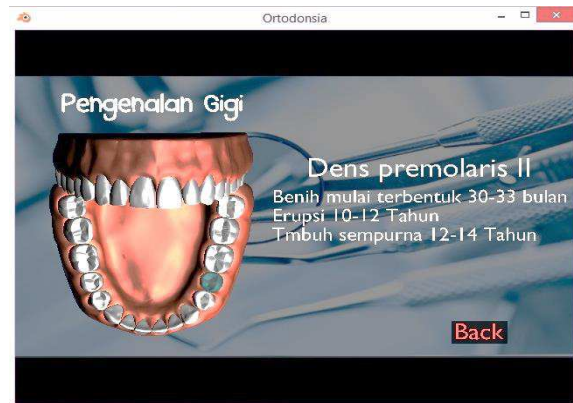 Ortodonsia
Pengenalan Gigi
Dens premolaris II
Benih mulai terbentuk 30-33 bulan
Erupsi 10-12 Tahun
Tmbuh sempurna 12-14 Tahun
Back